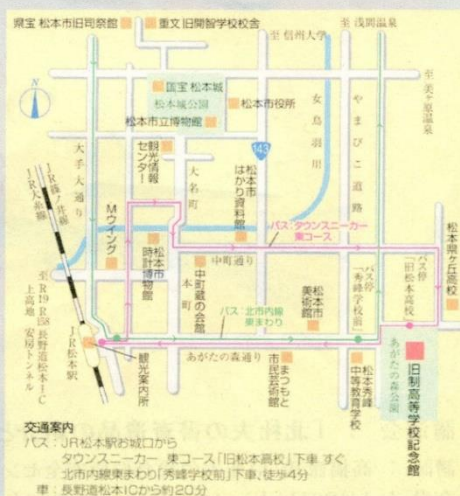 県宝 松本市旧司祭館
重文 旧開智学校校舎
至 浅間温泉
至 信州大学
N
国宝 松本城
松本城公園
松本市役所
松本市立博物館
女鳥羽川
やまびこ道路
至 美ヶ原温泉
大手大通り
観光情報センター
大名町
143
松本市はかり資料館
JR篠ノ井線
JR大糸線
Mウイング
松本市時計博物館
中町蔵の会館
本町
中町通り
バス:タウンスニーカー
東コース
バス停「秀峰学校前」
バス停「旧松本高校」
松本県ヶ丘高校
バス:北市内線
東まわり
松本市美術館
至 R19 R158 長野道松本IC
上高地
安房トンネル
JR松本駅
観光案内所
あがたの森通り
まつもと市民芸術館
松本秀峰中等教育学校
あがたの森公園
旧制高等学校記念館
交通案内
バス:JR松本駅お城口から
タウンスニーカー 東コース「旧松本高校」下車 すぐ
北市内線東まわり「秀峰学校前」下車、徒歩4分
車:長野道松本ICから約20分